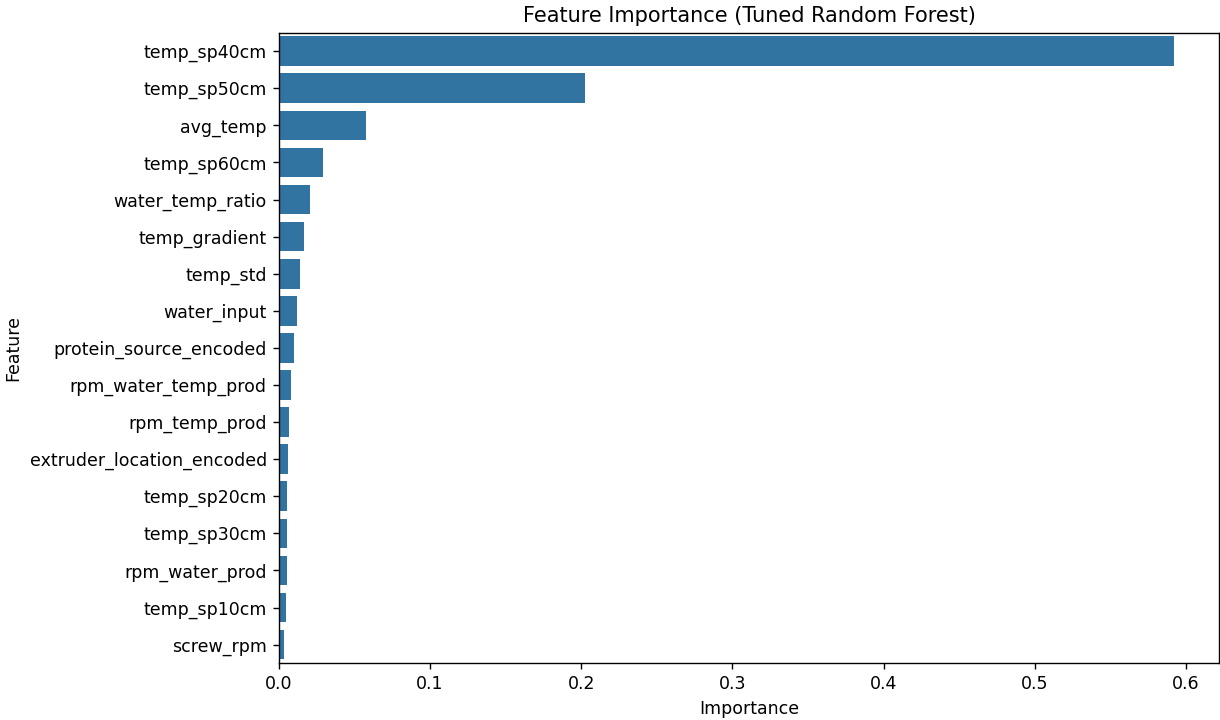 Feature Importance (Tuned Random Forest)
Feature
temp_sp40cm
temp_sp50cm
avg_temp
temp_sp60cm
water_temp_ratio
temp_gradient
temp_std
water_input
protein_source_encoded
rpm_water_temp_prod
rpm_temp_prod
extruder_location_encoded
temp_sp20cm
temp_sp30cm
rpm_water_prod
temp_sp10cm
screw_rpm
0.0 0.1 0.2 0.3 0.4 0.5 0.6
Importance